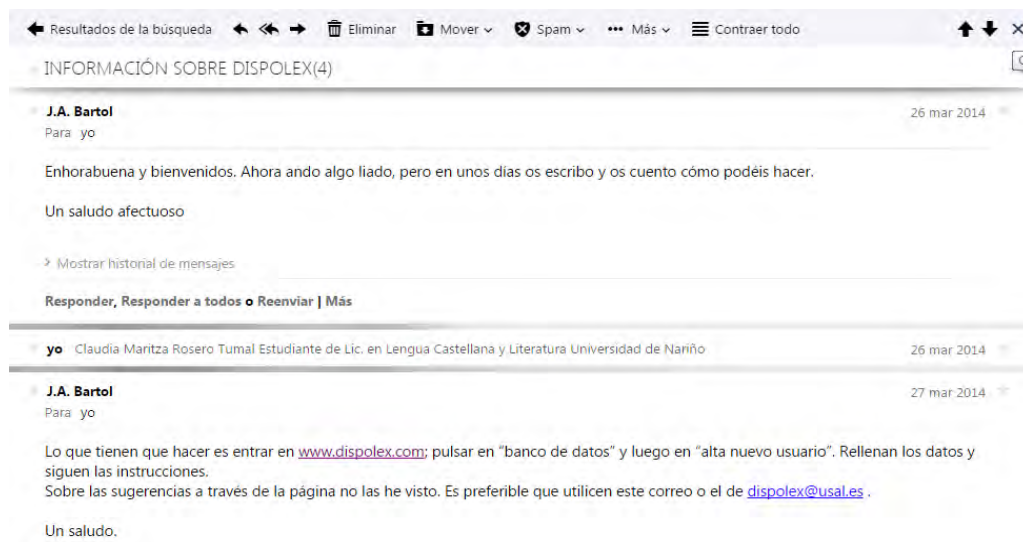 Resultados de la búsqueda Eliminar Mover Spam Más Contraer todo
INFORMACIÓN SOBRE DISPOLEX(4)
J.A. Bartol 26 mar 2014
Para yo
Enhorabuena y bienvenidos. Ahora ando algo liado, pero en unos días os escribo y os cuento cómo podéis hacer.
Un saludo afectuoso
> Mostrar historial de mensajes
Responder, Responder a todos o Reenviar | Más
yo Claudia Maritza Rosero Tumal Estudiante de Lic. en Lengua Castellana y Literatura Universidad de Nariño 26 mar 2014
J.A. Bartol 27 mar 2014
Para yo
Lo que tienen que hacer es entrar en www.dispolex.com; pulsar en “banco de datos” y luego en “alta nuevo usuario”. Rellenan los datos y
siguen las instrucciones.
Sobre las sugerencias a través de la página no las he visto. Es preferible que utilicen este correo o el de dispolex@usal.es .
Un saludo.